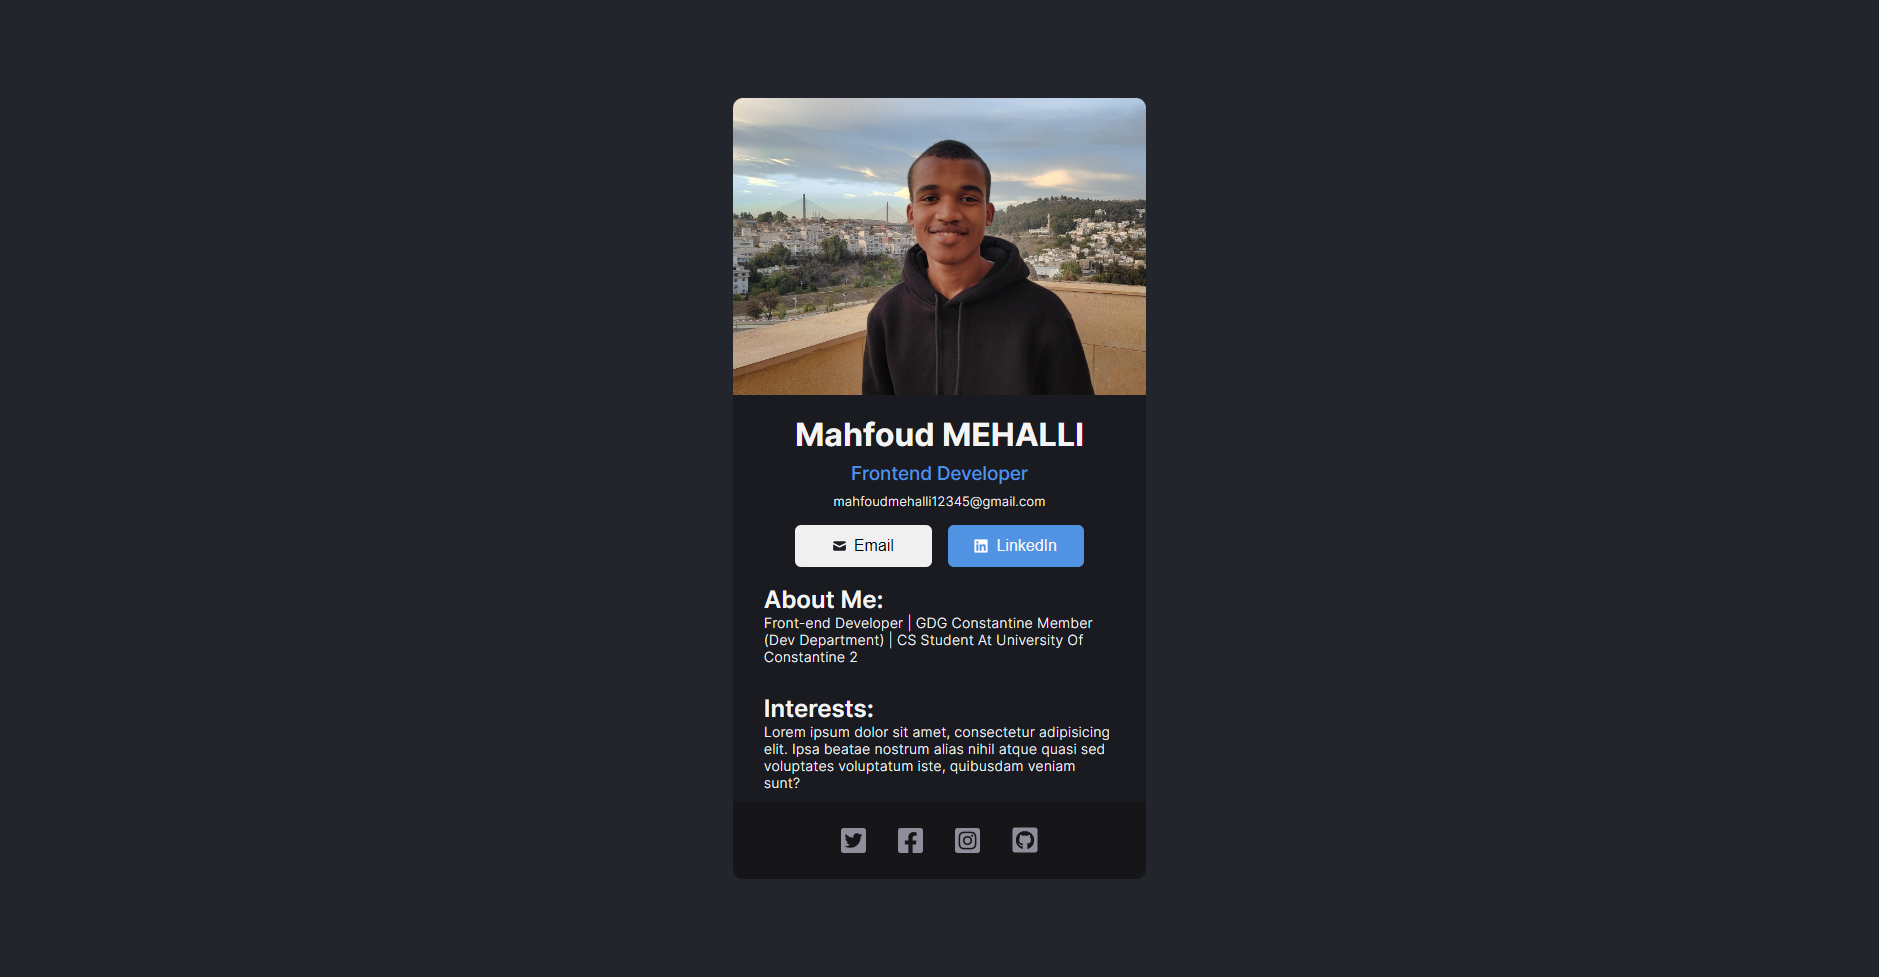 Mahfoud MEHALLI
Frontend Developer
mahfoudmehalli12345@gmail.com
Email
LinkedIn
About Me:
Front-end Developer | GDG Constantine Member
(Dev Department) | CS Student At University Of
Constantine 2
Interests:
Lorem ipsum dolor sit amet, consectetur adipisicing
elit. Ipsa beatae nostrum alias nihil atque quasi sed
voluptates voluptatum iste, quibusdam veniam
sunt?